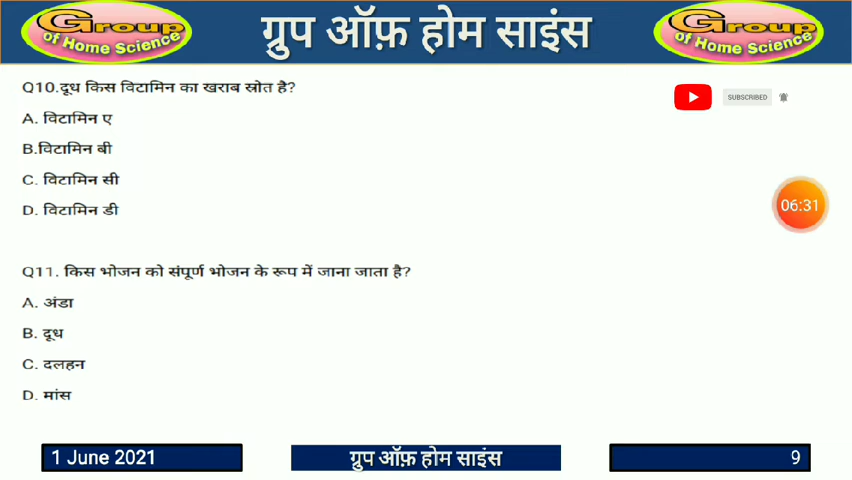 Group
of Home Science
ग्रुप ऑफ़ होम साइंस
Group
of Home Science
Q10.दूध किस विटामिन का खराब स्रोत है?
SUBSCRIBED
A. विटामिन ए
B.विटामिन बी
C. विटामिन सी
D. विटामिन डी
06:31
Q11. किस भोजन को संपूर्ण भोजन के रूप में जाना जाता है?
A. अंडा
B. दूध
C. दलहन
D. मांस
1 June 2021
ग्रुप ऑफ़ होम साइंस
9